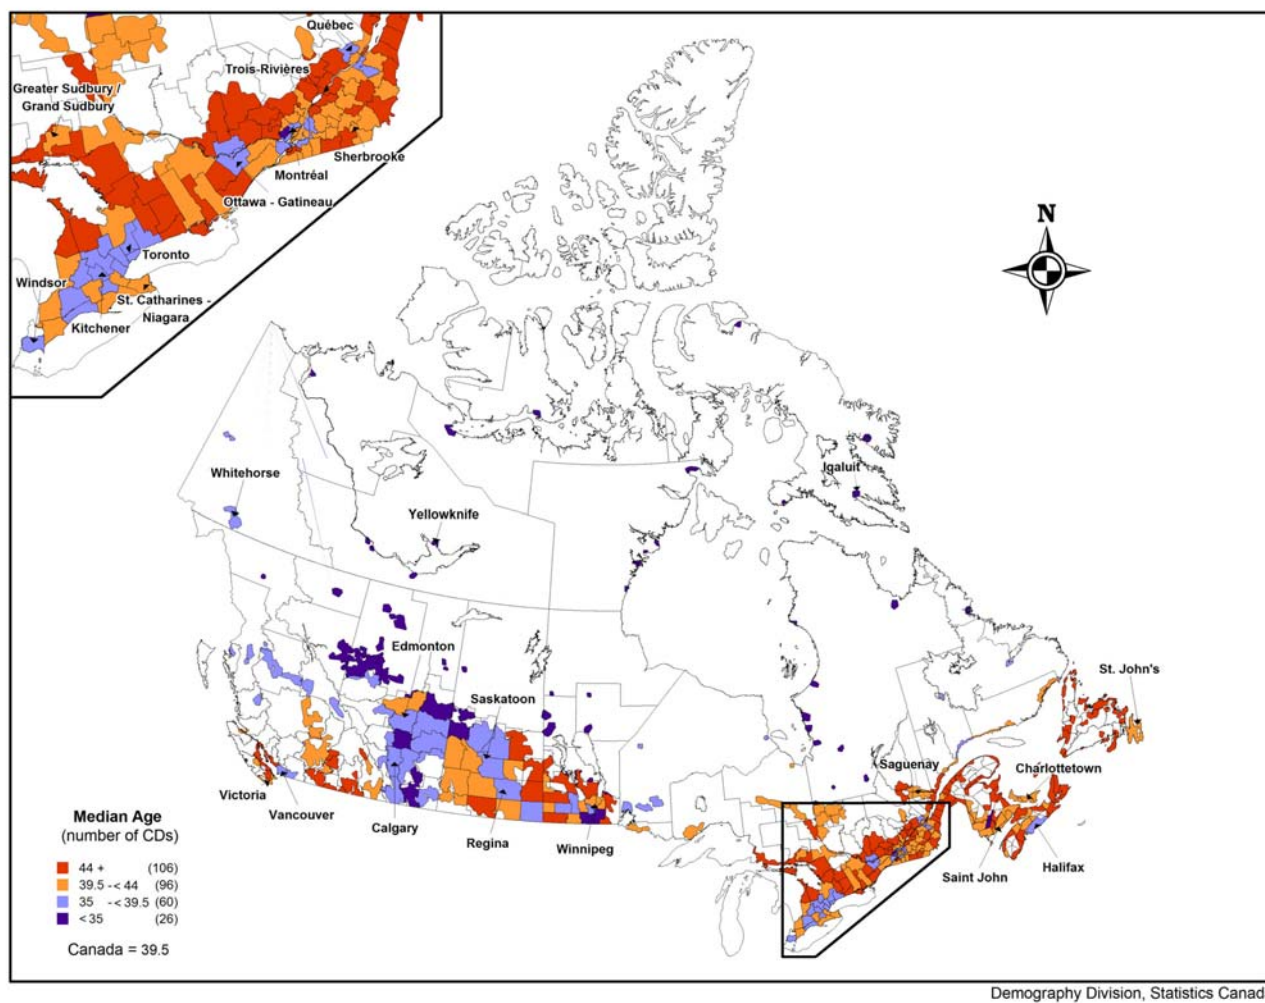 Québec
Trois-Rivières
Greater Sudbury /
Grand Sudbury
Sherbrooke
Montréal
Ottawa - Gatineau
Toronto
Windsor
St. Catharines -
Niagara
Kitchener
N
Whitehorse
Iqaluit
Yellowknife
Edmonton
St. John's
Saskatoon
Saguenay
Charlottetown
Victoria
Vancouver
Calgary
Regina
Winnipeg
Saint John
Halifax
Median Age
(number of CDs)
44 + (106)
39.5 -< 44 (96)
35 -< 39.5 (60)
< 35 (26)
Canada = 39.5
Demography Division, Statistics Canad